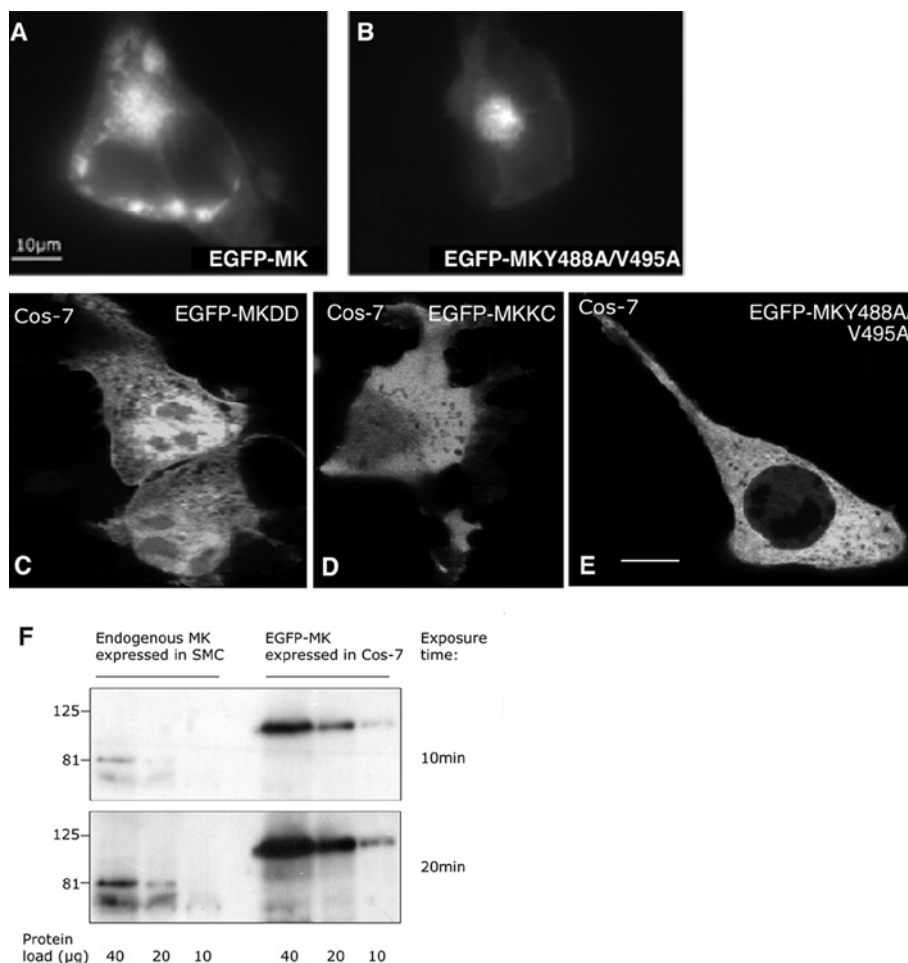 A
B
10µm
EGFP-MK
EGFP-MKY488A/V495A
Cos-7
EGFP-MKDD
Cos-7
EGFP-MKKC
Cos-7
EGFP-MKY488A/
V495A
C
D
E
F
Endogenous MK
expressed in SMC
EGFP-MK
expressed in Cos-7
Exposure
time:
125
81
10min
125
81
20min
Protein
load (µg)
40
20
10
40
20
10